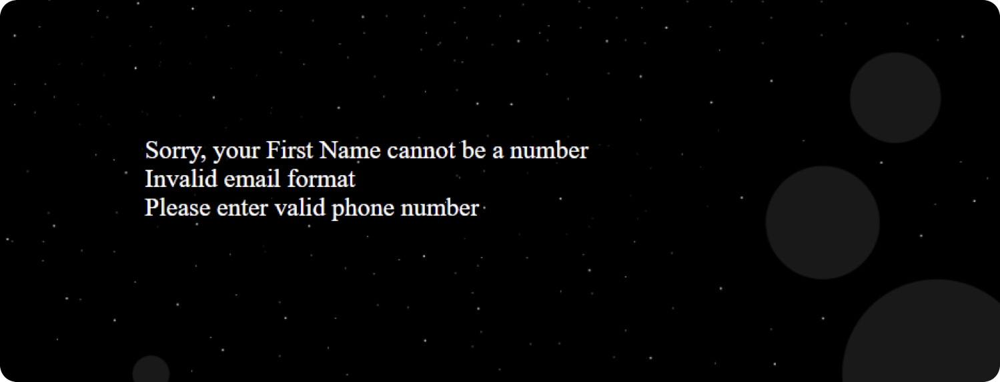 Sorry, your First Name cannot be a number
Invalid email format
Please enter valid phone number